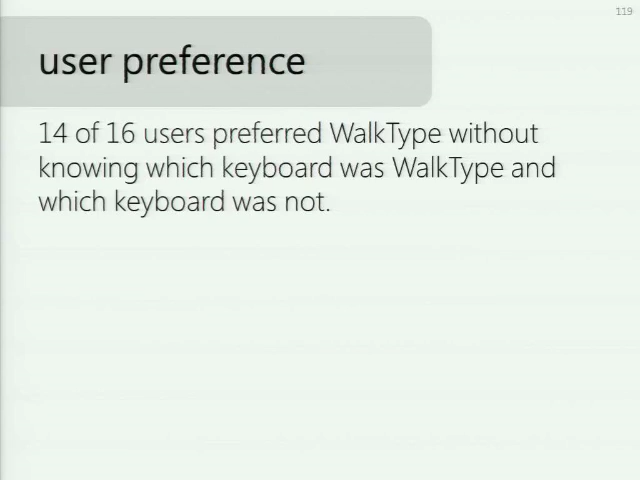 119
user preference
14 of 16 users preferred WalkType without
knowing which keyboard was WalkType and
which keyboard was not.